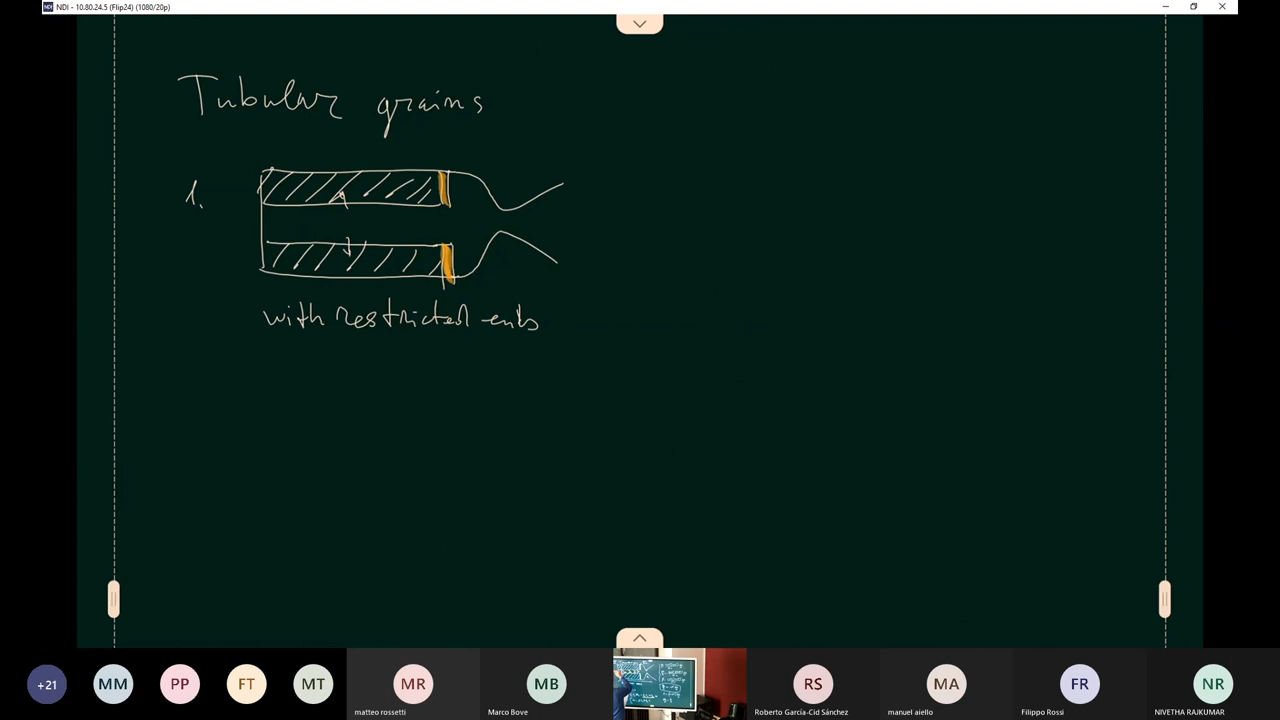 NDI - 10.80.24.5 (Flip24) (1080/20p)
Tubular grains
1.
with restricted ends
+21
MM
PP
FT
MT
MR
MB
RS
MA
FR
NR
matteo rossetti
Marco Bove
Roberto García-Cid Sánchez
manuel aiello
Filippo Rossi
NIVETHA RAJKUMAR